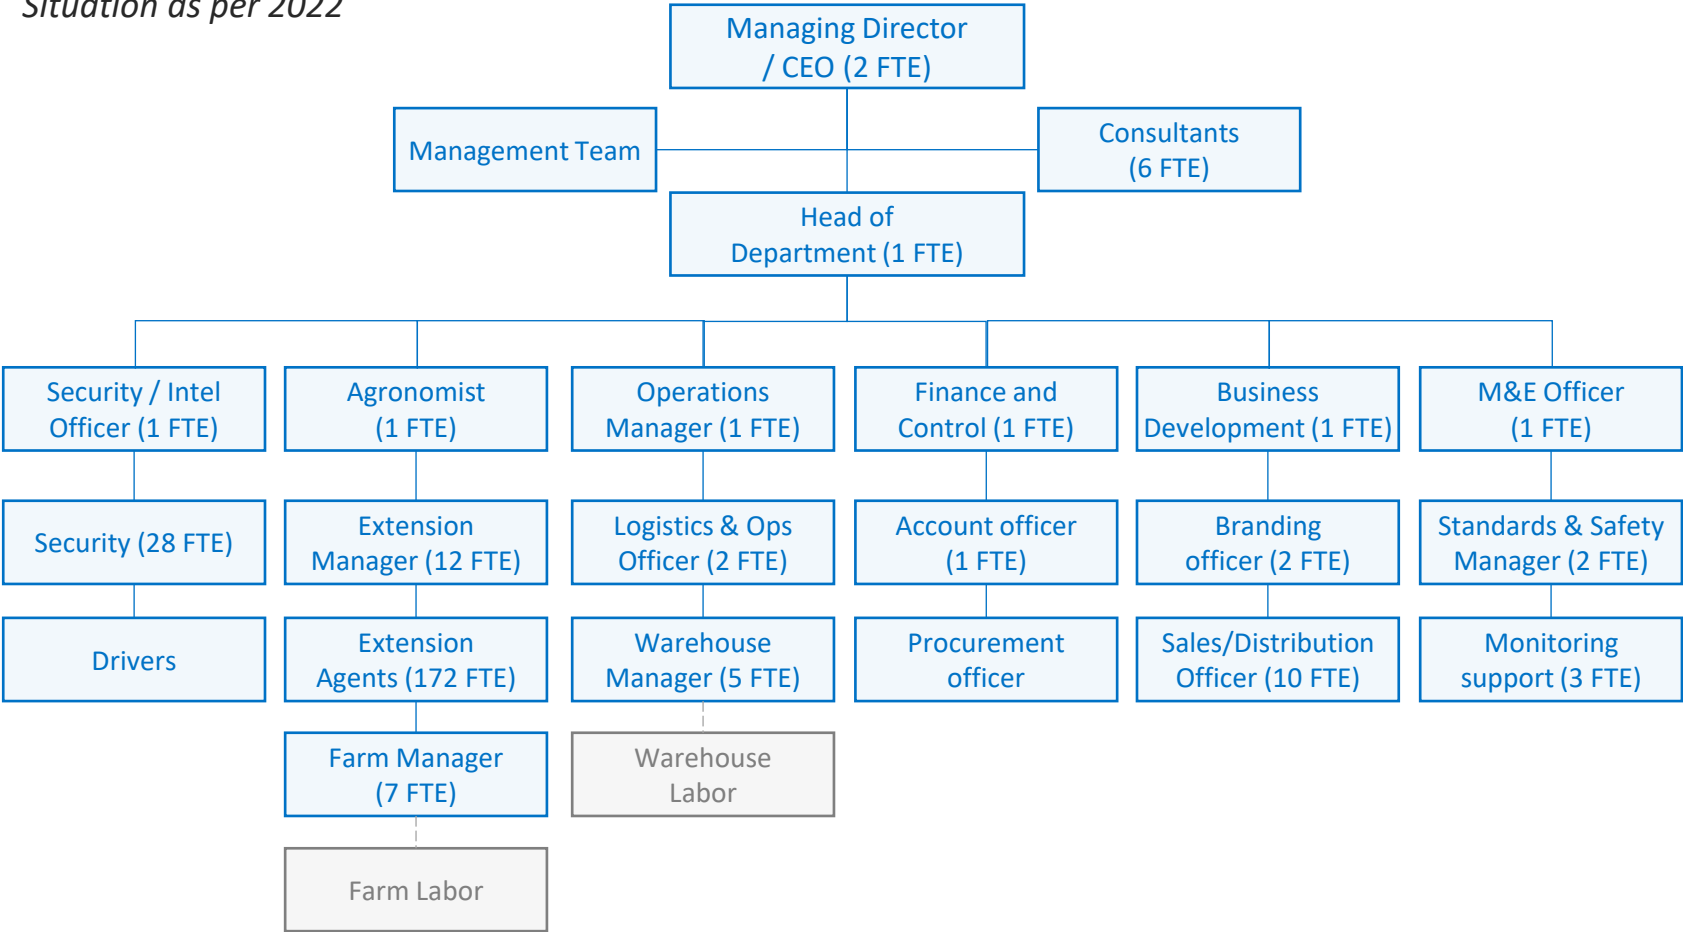 Situation as per 2022
Managing Director
/ CEO (2 FTE)
Management Team
Consultants
(6 FTE)
Head of
Department (1 FTE)
Security / Intel
Officer (1 FTE)
Agronomist
(1 FTE)
Operations
Manager (1 FTE)
Finance and
Control (1 FTE)
Business
Development (1 FTE)
M&E Officer
(1 FTE)
Security (28 FTE)
Extension
Manager (12 FTE)
Logistics & Ops
Officer (2 FTE)
Account officer
(1 FTE)
Branding
officer (2 FTE)
Standards & Safety
Manager (2 FTE)
Drivers
Extension
Agents (172 FTE)
Warehouse
Manager (5 FTE)
Procurement
officer
Sales/Distribution
Officer (10 FTE)
Monitoring
support (3 FTE)
Farm Manager
(7 FTE)
Warehouse
Labor
Farm Labor